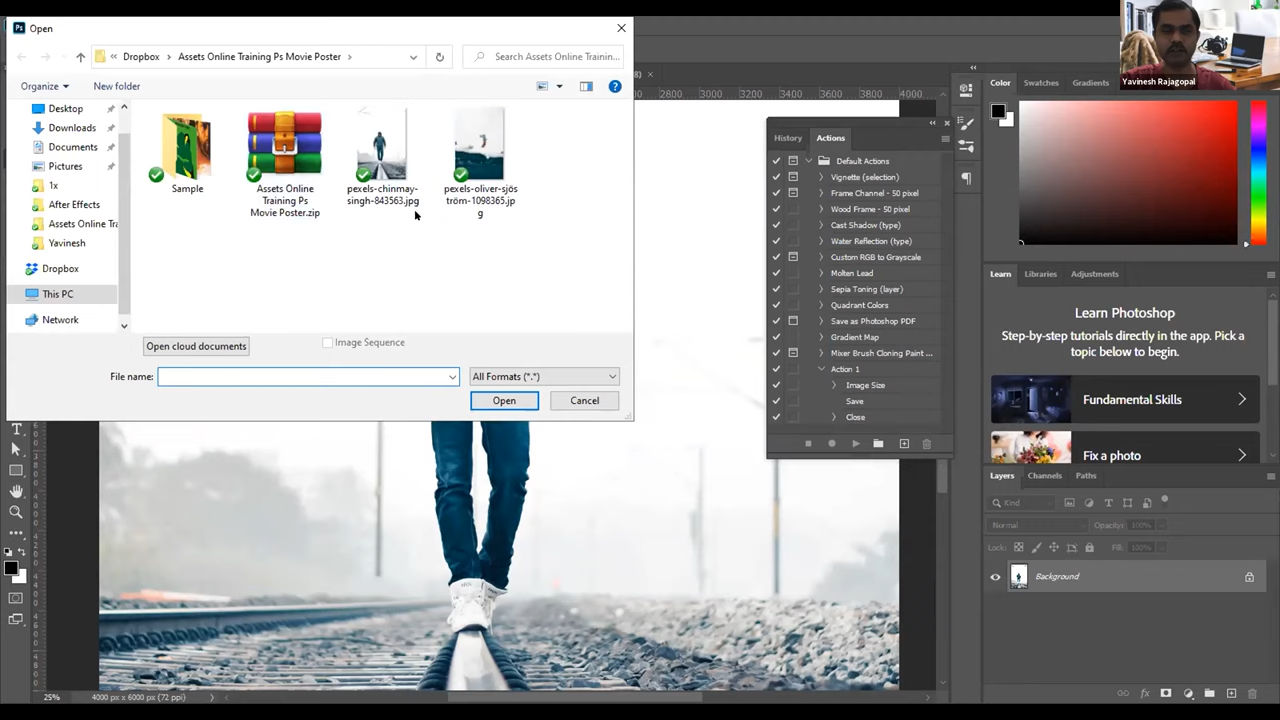 Ps Open
« Dropbox > Assets Online Training Ps Movie Poster >
Search Assets Online Trainin...
Organize
New folder
Desktop
Downloads
Documents
Pictures
1x
After Effects
Assets Online Tra
Yavinesh
Dropbox
This PC
Network
Sample
Assets Online
Training Ps
Movie Poster.zip
pexels-chinmay-
singh-843563.jpg
pexels-oliver-sjös
tröm-1098365.jp
g
Open cloud documents
Image Sequence
File name:
All Formats (*.*)
Open
Cancel
8)
2800 3000 3200 3400 3600 3800 4000
Yavinesh Rajagopal
History Actions
Default Actions
Vignette (selection)
Frame Channel - 50 pixel
Wood Frame - 50 pixel
Cast Shadow (type)
Water Reflection (type)
Custom RGB to Grayscale
Molten Lead
Sepia Toning (layer)
Quadrant Colors
Save as Photoshop PDF
Gradient Map
Mixer Brush Cloning Paint ...
Action 1
Image Size
Save
Close
Color Swatches Gradients
Learn Libraries Adjustments
Learn Photoshop
Step-by-step tutorials directly in the app. Pick a
topic below to begin.
Fundamental Skills
Fix a photo
Layers Channels Paths
Kind
Normal
Opacity: 100%
Lock:
Fill: 100%
Background
25%
4000 px x 6000 px (72 ppi)